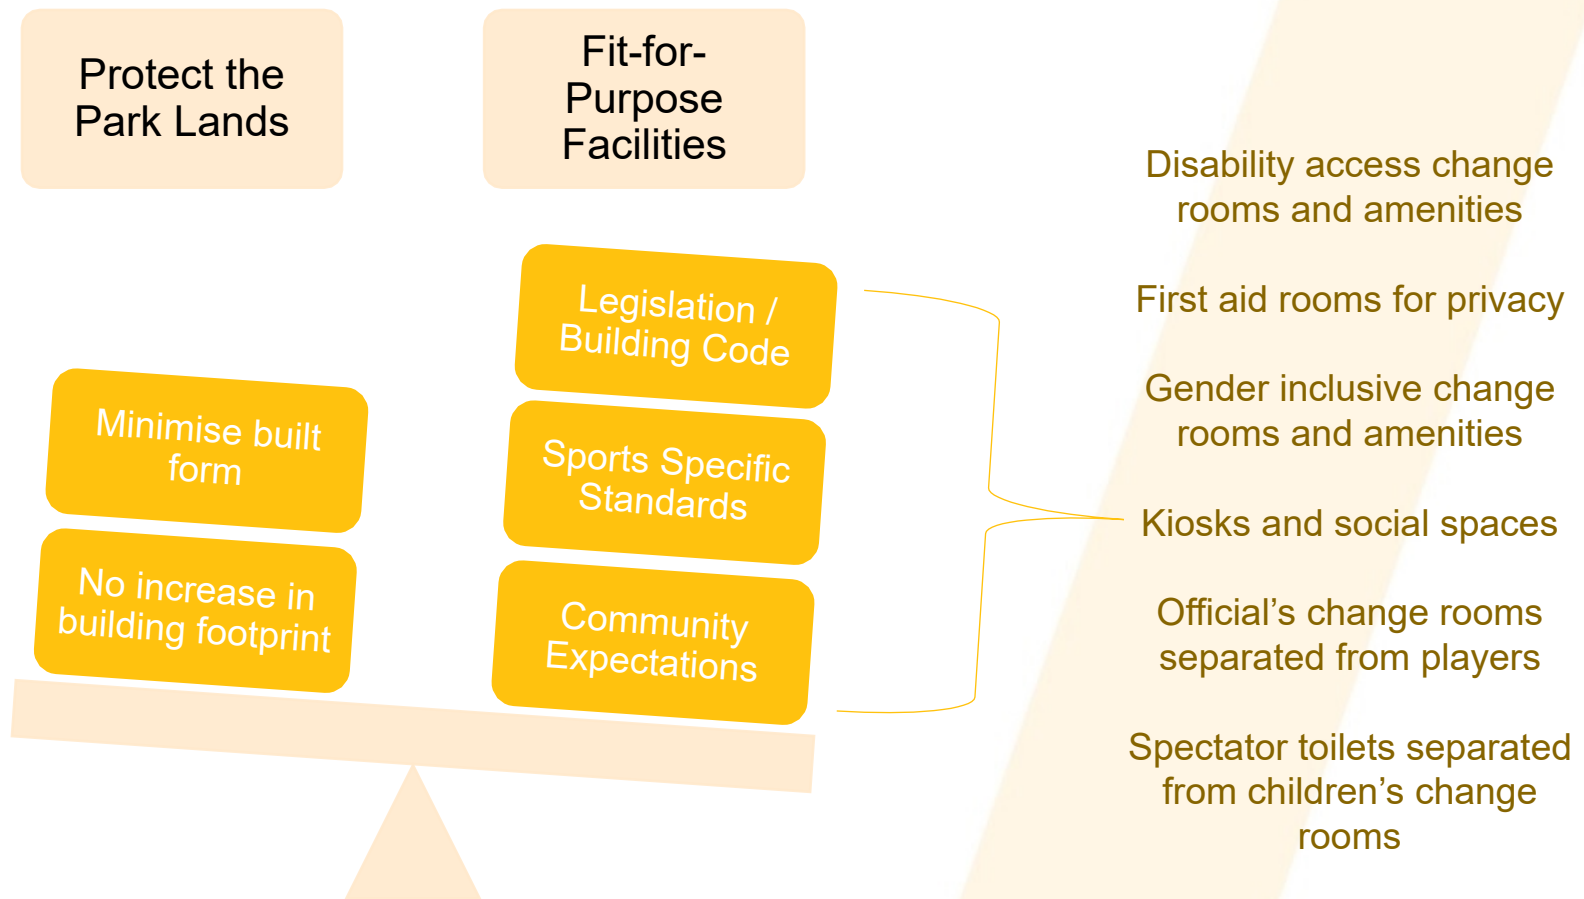 Protect the
Park Lands
Fit-for-
Purpose
Facilities
Minimise built
form
No increase in
building footprint
Legislation /
Building Code
Sports Specific
Standards
Community
Expectations
Disability access change
rooms and amenities
First aid rooms for privacy
Gender inclusive change
rooms and amenities
Kiosks and social spaces
Official’s change rooms
separated from players
Spectator toilets separated
from children’s change
rooms